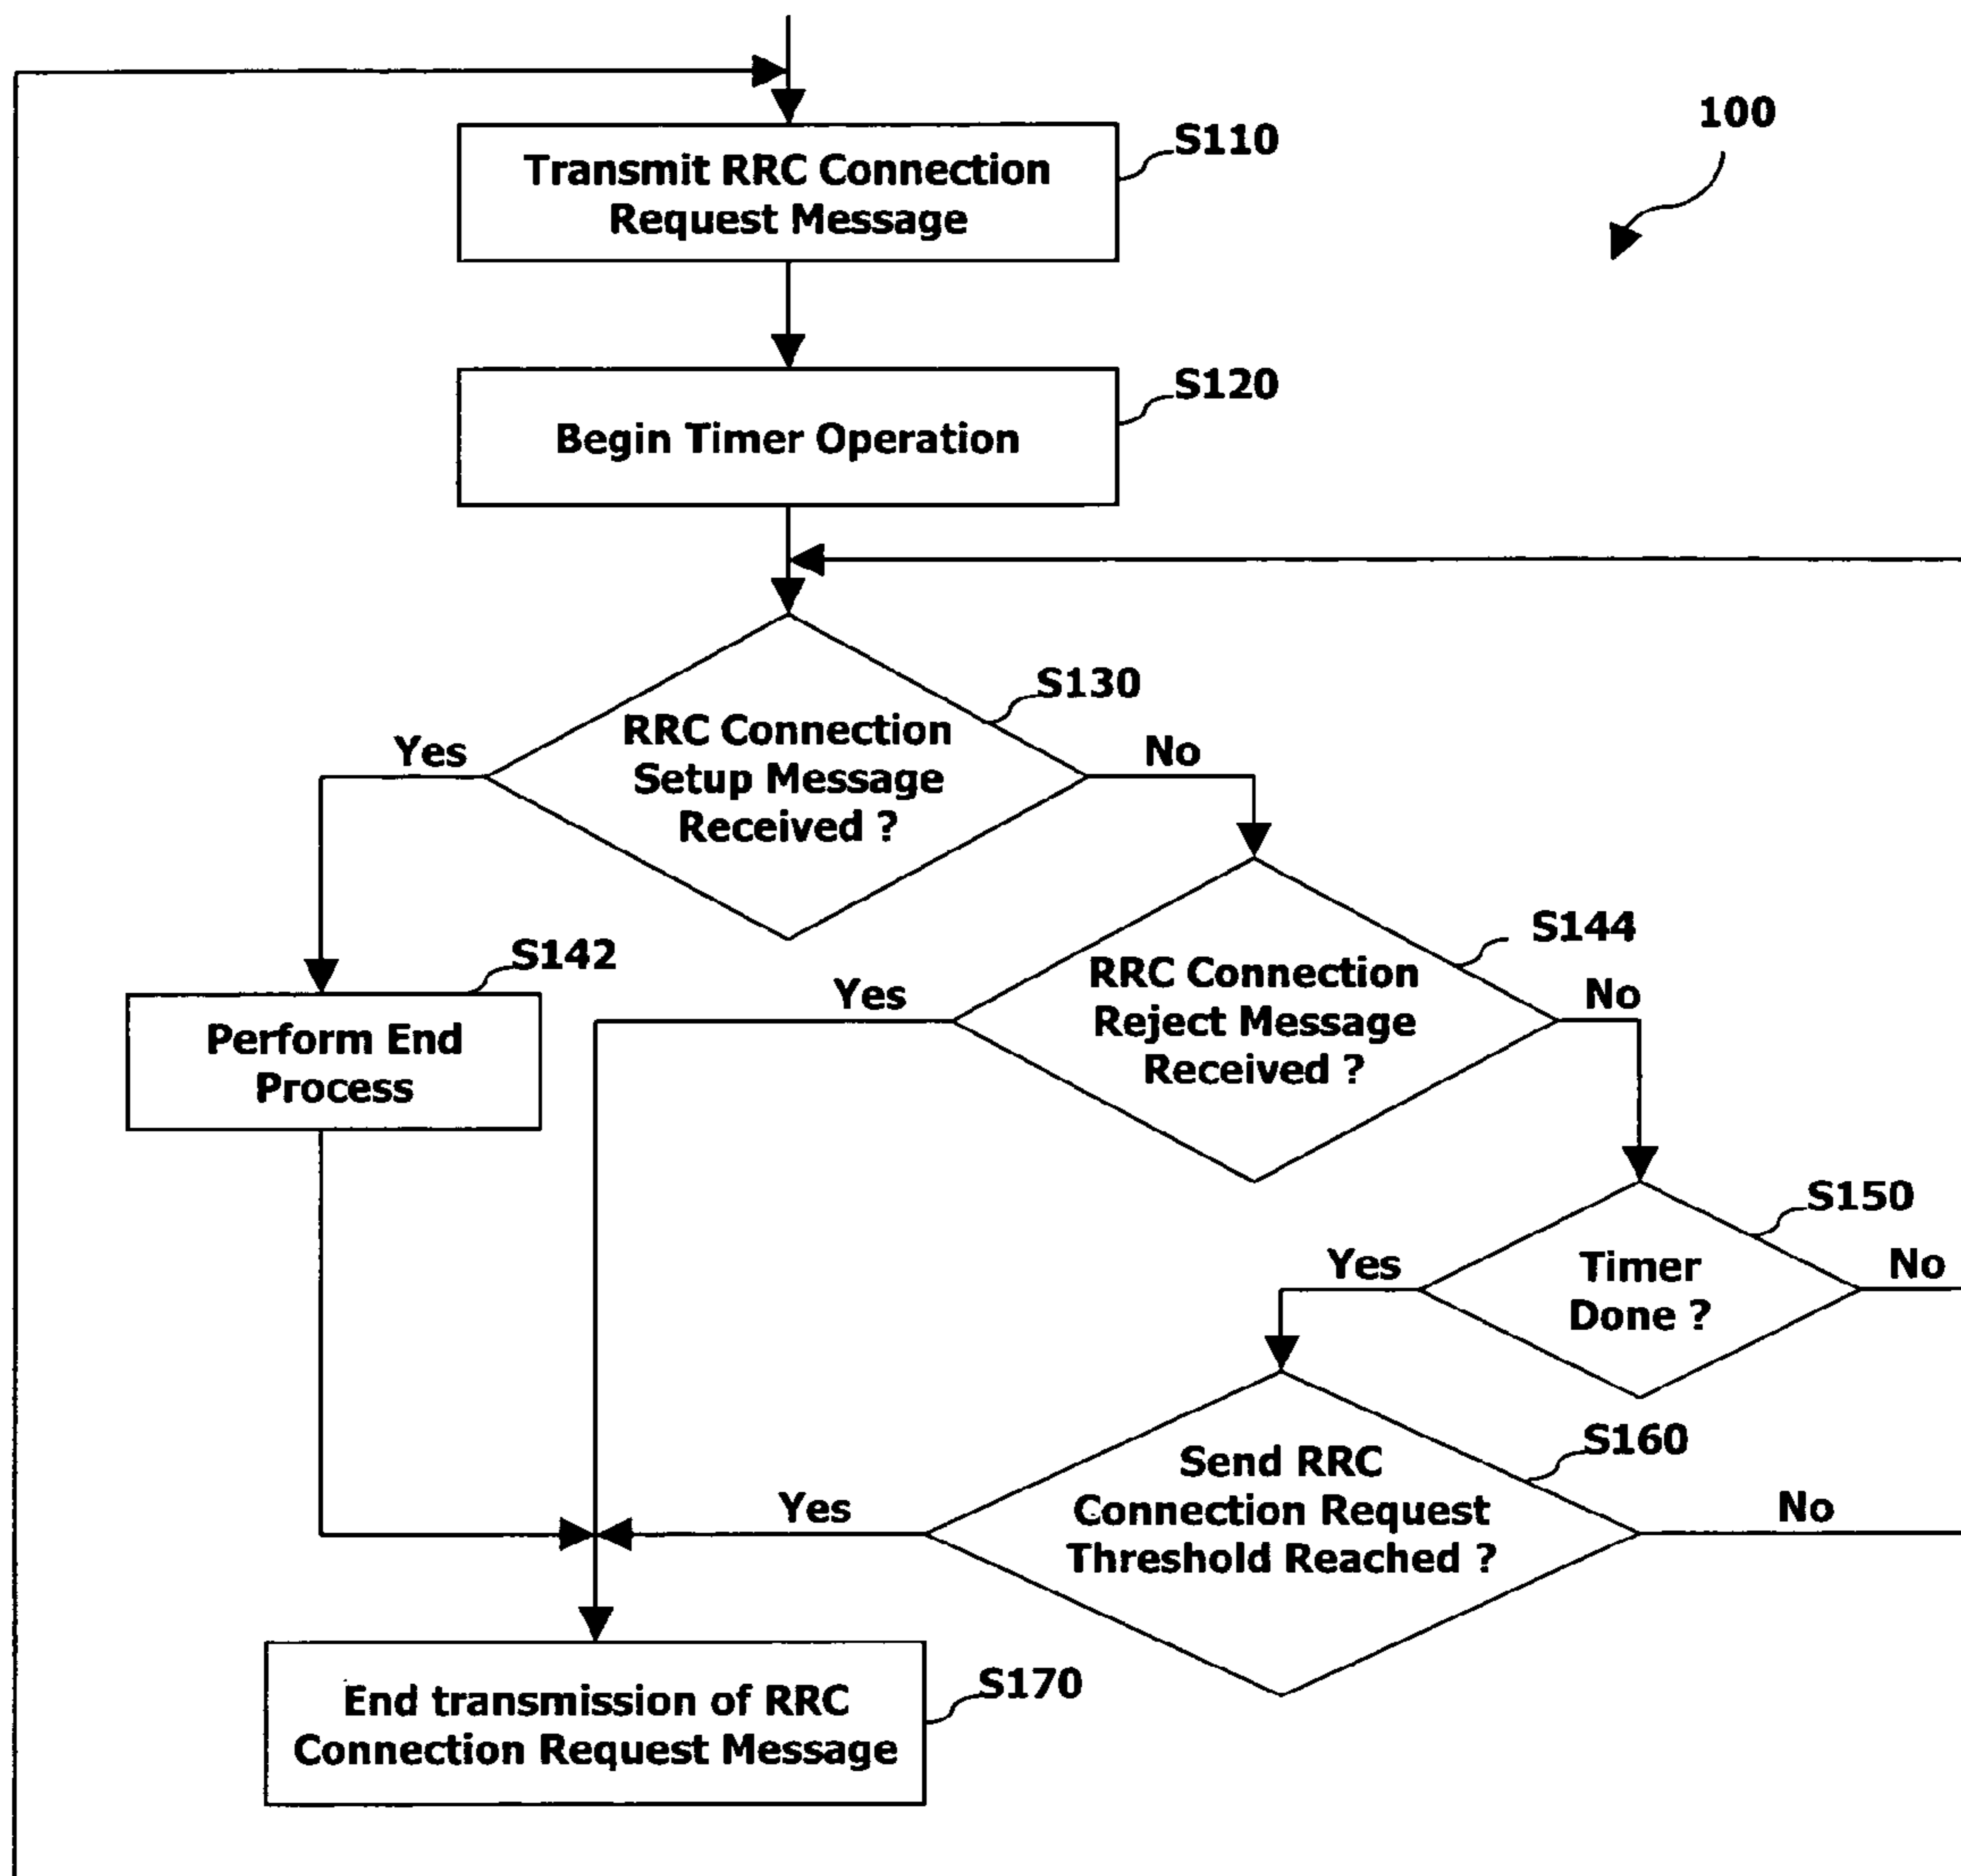 100
S110
Transmit RRC Connection
Request Message
S120
Begin Timer Operation
S130
RRC Connection
Setup Message
Received ?
Yes
No
S142
Perform End
Process
S144
RRC Connection
Reject Message
Received ?
Yes
No
S150
Timer
Done ?
Yes
No
S160
Send RRC
Connection Request
Threshold Reached ?
Yes
No
S170
End transmission of RRC
Connection Request Message